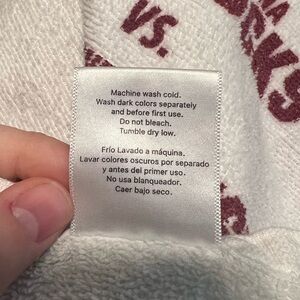 VS.
Machine wash cold.
Wash dark colors separately
and before first use.
Do not bleach.
Tumble dry low.
Frío Lavado a máquina.
Lavar colores oscuros por separado
y antes del primer uso.
No usa blanqueador.
Caer bajo seco.